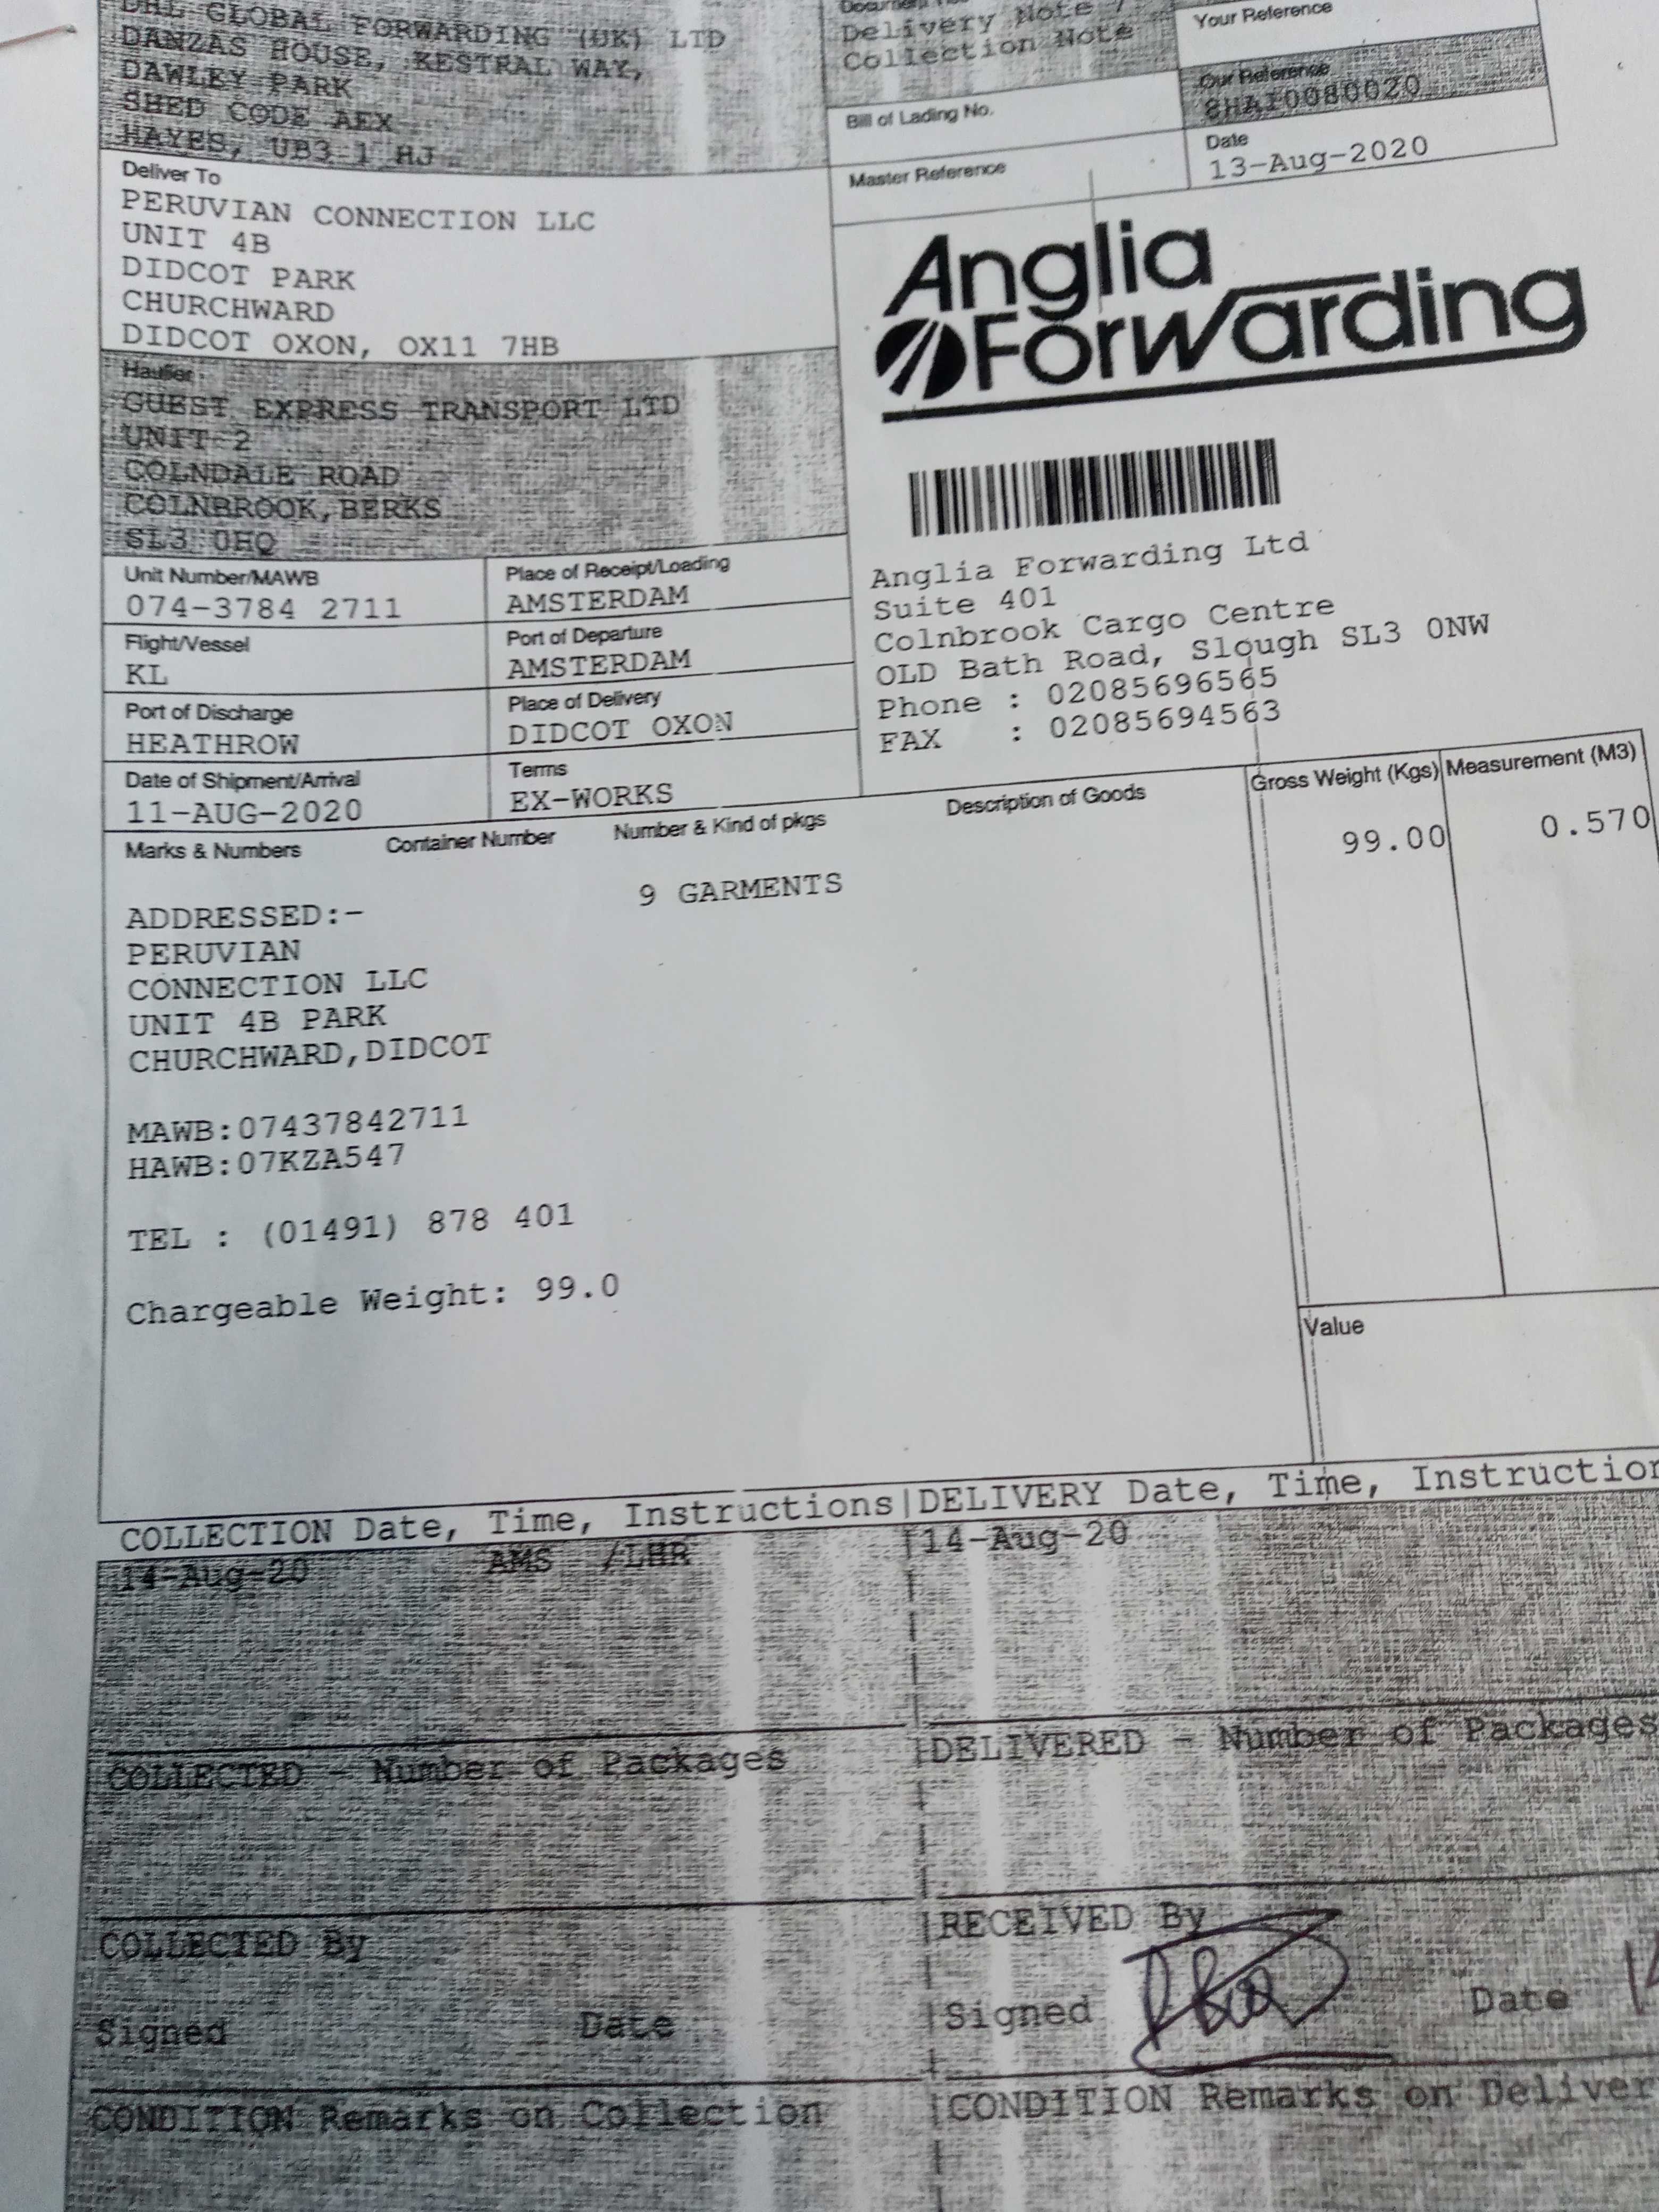 DHL GLOBAL FORWARDING (UK) LTD
DANZAS HOUSE, KESTRAL WAY,
DAWLEY PARK
SHED CODE AEX
HAYES, UB3 1 HJ
Delivery Note /
Collection Note
Your Reference
Our Reference
8HAI0080020
Bill of Lading No.
Date
13-Aug-2020
Master Reference
Deliver To
PERUVIAN CONNECTION LLC
UNIT 4B
DIDCOT PARK
CHURCHWARD
DIDCOT OXON, OX11 7HB
Anglia
Forwarding
Haulier
GUEST EXPRESS TRANSPORT LTD
UNIT 2
COLNDALE ROAD
COLNBROOK,BERKS
SL3 0HQ
Anglia Forwarding Ltd
Suite 401
Colnbrook Cargo Centre
OLD Bath Road, Slough SL3 0NW
Phone : 02085696565
FAX : 02085694563
Unit Number/MAWB
074-3784 2711
Place of Receipt/Loading
AMSTERDAM
Flight/Vessel
KL
Port of Departure
AMSTERDAM
Port of Discharge
HEATHROW
Place of Delivery
DIDCOT OXON
Date of Shipment/Arrival
11-AUG-2020
Terms
EX-WORKS
Marks & Numbers Container Number Number & Kind of pkgs Description of Goods Gross Weight (Kgs) Measurement (M3)
99.00 0.570
9 GARMENTS
ADDRESSED:-
PERUVIAN
CONNECTION LLC
UNIT 4B PARK
CHURCHWARD,DIDCOT
MAWB:07437842711
HAWB:07KZA547
TEL : (01491) 878 401
Chargeable Weight: 99.0
Value
COLLECTION Date, Time, Instructions|DELIVERY Date, Time, Instruction
14-Aug-20 AMS /LHR |14-Aug-20
COLLECTED - Number of Packages |DELIVERED - Number of Packages
COLLECTED By |RECEIVED By
Signed Date |Signed Date 14
CONDITION Remarks on Collection |CONDITION Remarks on Deliver